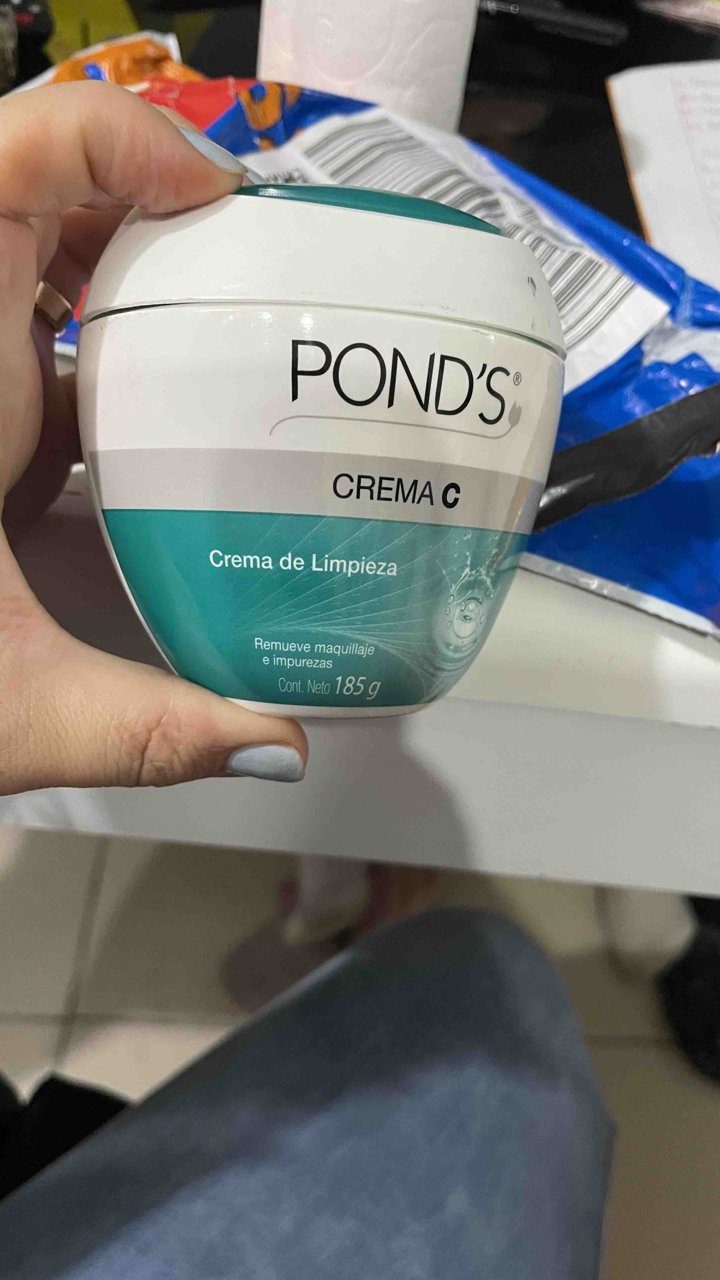 POND'S®
CREMA C
Crema de Limpieza
Remueve maquillaje
e impurezas
Cont. Neto 185 g